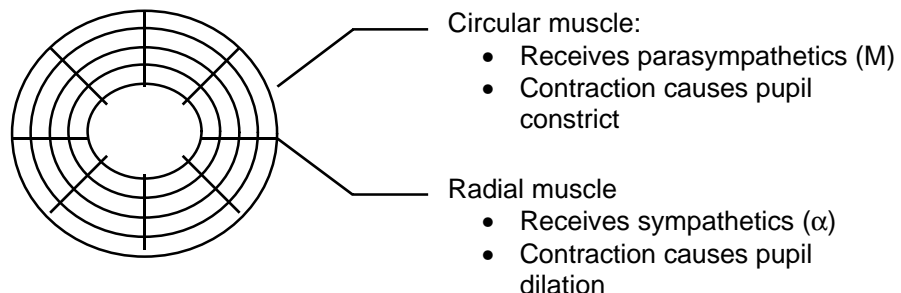 Circular muscle:
• Receives parasympathetics (M)
• Contraction causes pupil
constrict
Radial muscle
• Receives sympathetics (α)
• Contraction causes pupil
dilation